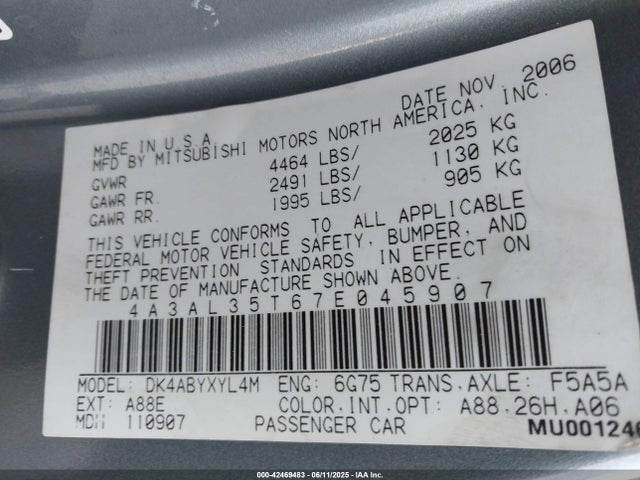 DATE NOV. 2006
MADE IN U.S.A
MFD BY MITSUBISHI MOTORS NORTH AMERICA, INC.
GVWR 4464 LBS/ 2025 KG
GAWR FR. 2491 LBS/ 1130 KG
GAWR RR. 1995 LBS/ 905 KG
THIS VEHICLE CONFORMS TO ALL APPLICABLE
FEDERAL MOTOR VEHICLE SAFETY, BUMPER, AND
THEFT PREVENTION STANDARDS IN EFFECT ON
THE DATE OF MANUFACTURE SHOWN ABOVE.
4A3AL35T67E045907
MODEL: DK4ABYXYL4M ENG: 6G75 TRANS.AXLE: F5A5A
EXT: A88E COLOR.INT.OPT: A88.26H.A06
MDH 110907 PASSENGER CAR MU001246
000-42469483 - 06/11/2025 - IAA Inc.